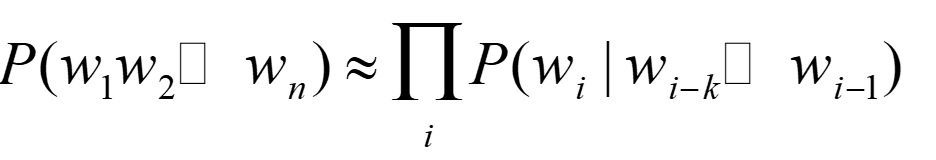 P(w₁w₂□ wₙ) ≈ ∏ᵢ P(wᵢ | wᵢ₋ₖ□ wᵢ₋₁)